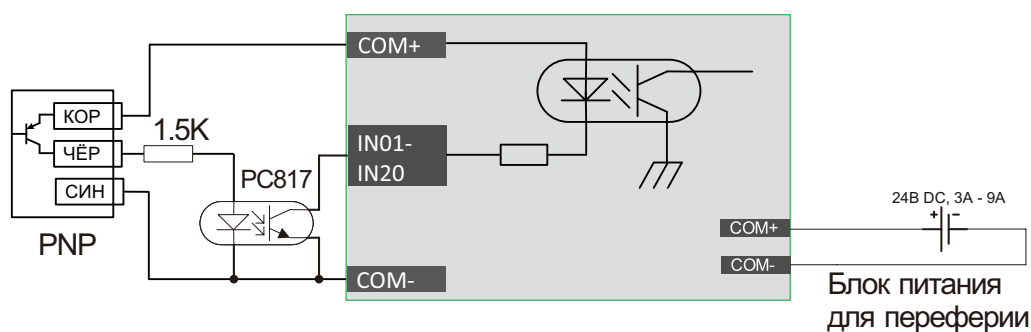 COM+
КОР
1.5K
ЧЁР
IN01-
IN20
PC817
СИН
24В DC, 3А - 9А
+ -
PNP
COM+
COM-
COM-
Блок питания
для переферии